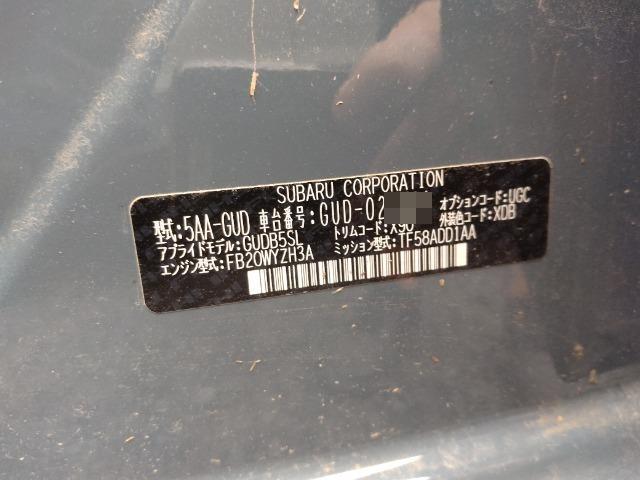 SUBARU CORPORATION
型式:5AA-GUD 車台番号:GUD-02 オプションコード:UGC
アプライドモデル:GUDB5SL トリムコード:X90 外装色コード:XDB
エンジン型式:FB20WYZH3A ミッション型式:TF58ADD1AA